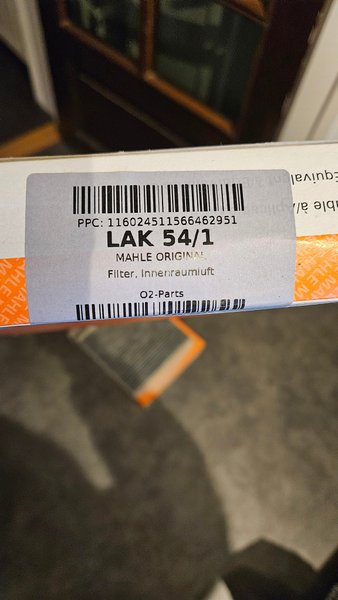 PPC: 116024511566462951
LAK 54/1
MAHLE ORIGINAL
Filter, Innenraumluft
O2-Parts